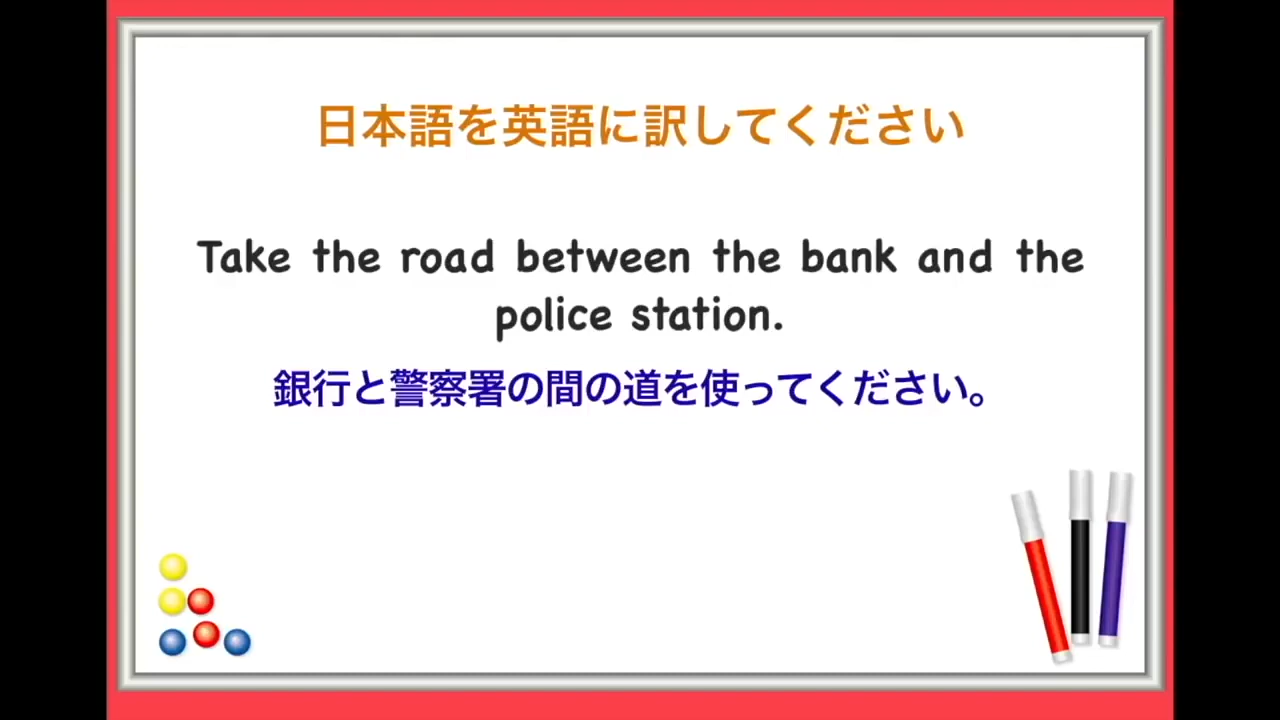 日本語を英語に訳してください
Take the road between the bank and the
police station.
銀行と警察署の間の道を使ってください。